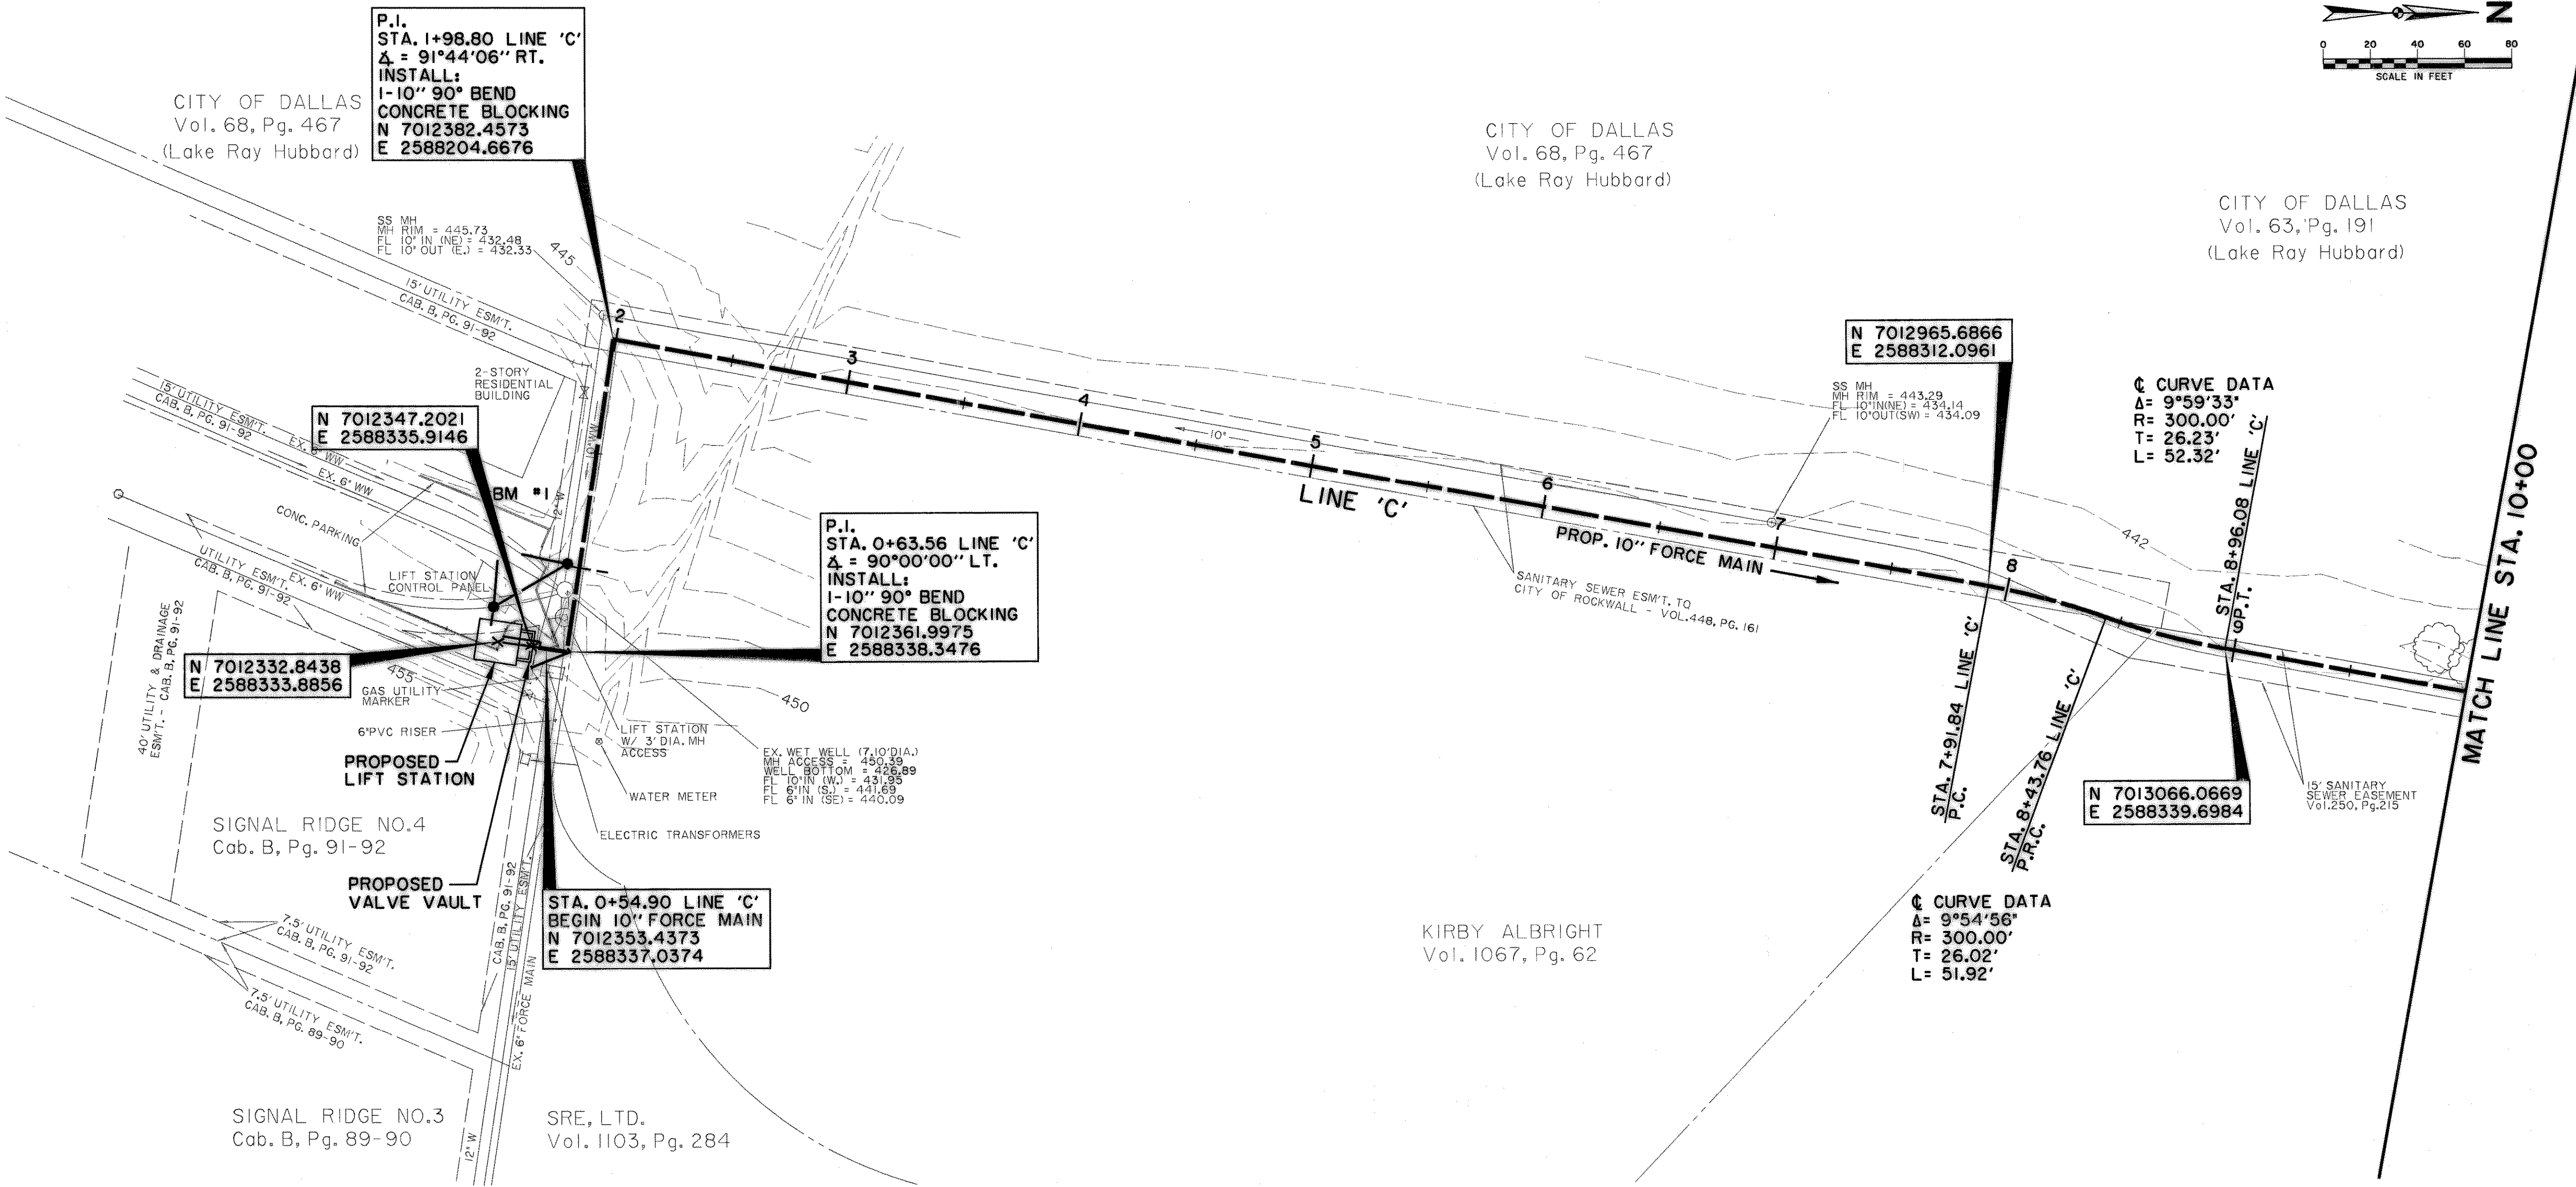 P.I.
STA. 1+98.80 LINE 'C'
∡ = 91°44'06" RT.
INSTALL:
1-10" 90° BEND
CONCRETE BLOCKING
N 7012382.4573
E 2588204.6676
N
0 20 40 60 80
SCALE IN FEET
CITY OF DALLAS
Vol. 68, Pg. 467
(Lake Ray Hubbard)
CITY OF DALLAS
Vol. 68, Pg. 467
(Lake Ray Hubbard)
CITY OF DALLAS
Vol. 63, Pg. 191
(Lake Ray Hubbard)
SS MH
MH RIM = 445.73
FL 10" IN (NE) = 432.48
FL 10" OUT (E.) = 432.33
445
15' UTILITY ESM'T.
CAB. B, PG. 91-92
2-STORY
RESIDENTIAL
BUILDING
2
3
4
5
6
7
8
9
10"
LINE 'C'
PROP. 10" FORCE MAIN
SANITARY SEWER ESM'T. TO
CITY OF ROCKWALL - VOL.448, PG. 161
N 7012965.6866
E 2588312.0961
SS MH
MH RIM = 443.29
FL 10"IN(NE) = 434.14
FL 10"OUT(SW) = 434.09
℄ CURVE DATA
Δ= 9°59'33"
R= 300.00'
T= 26.23'
L= 52.32'
442
STA. 8+96.08 LINE 'C'
P.T.
MATCH LINE STA. 10+00
15' UTILITY ESM'T.
CAB. B, PG. 91-92
EX. 6" WW
EX. 6" WW
N 7012347.2021
E 2588335.9146
BM #1
10"WW
12"W
CONC. PARKING
UTILITY ESM'T.
CAB. B, PG. 91-92
EX. 6" WW
LIFT STATION
CONTROL PANEL
P.I.
STA. 0+63.56 LINE 'C'
∡ = 90°00'00" LT.
INSTALL:
1-10" 90° BEND
CONCRETE BLOCKING
N 7012361.9975
E 2588338.3476
N 7012332.8438
E 2588333.8856
40' UTILITY & DRAINAGE
ESM'T. - CAB. B, PG. 91-92
455
GAS UTILITY
MARKER
6"PVC RISER
450
PROPOSED
LIFT STATION
LIFT STATION
W/ 3' DIA. MH
ACCESS
WATER METER
EX. WET WELL (7.10'DIA.)
MH ACCESS = 450.39
WELL BOTTOM = 426.89
FL 10"IN (W.) = 431.95
FL 6"IN (S.) = 441.69
FL 6" IN (SE) = 440.09
ELECTRIC TRANSFORMERS
SIGNAL RIDGE NO.4
Cab. B, Pg. 91-92
PROPOSED
VALVE VAULT
STA. 0+54.90 LINE 'C'
BEGIN 10" FORCE MAIN
N 7012353.4373
E 2588337.0374
STA. 7+91.84 LINE 'C'
P.C.
STA. 8+43.76 LINE 'C'
P.R.C.
N 7013066.0669
E 2588339.6984
15' SANITARY
SEWER EASEMENT
Vol.250, Pg.215
℄ CURVE DATA
Δ= 9°54'56"
R= 300.00'
T= 26.02'
L= 51.92'
KIRBY ALBRIGHT
Vol. 1067, Pg. 62
7.5' UTILITY ESM'T.
CAB. B, PG. 91-92
7.5' UTILITY ESM'T.
CAB. B, PG. 89-90
CAB. B, PG. 91-92
15' UTILITY ESM'T.
EX. 6" FORCE MAIN
12" W
SIGNAL RIDGE NO.3
Cab. B, Pg. 89-90
SRE, LTD.
Vol. 1103, Pg. 284